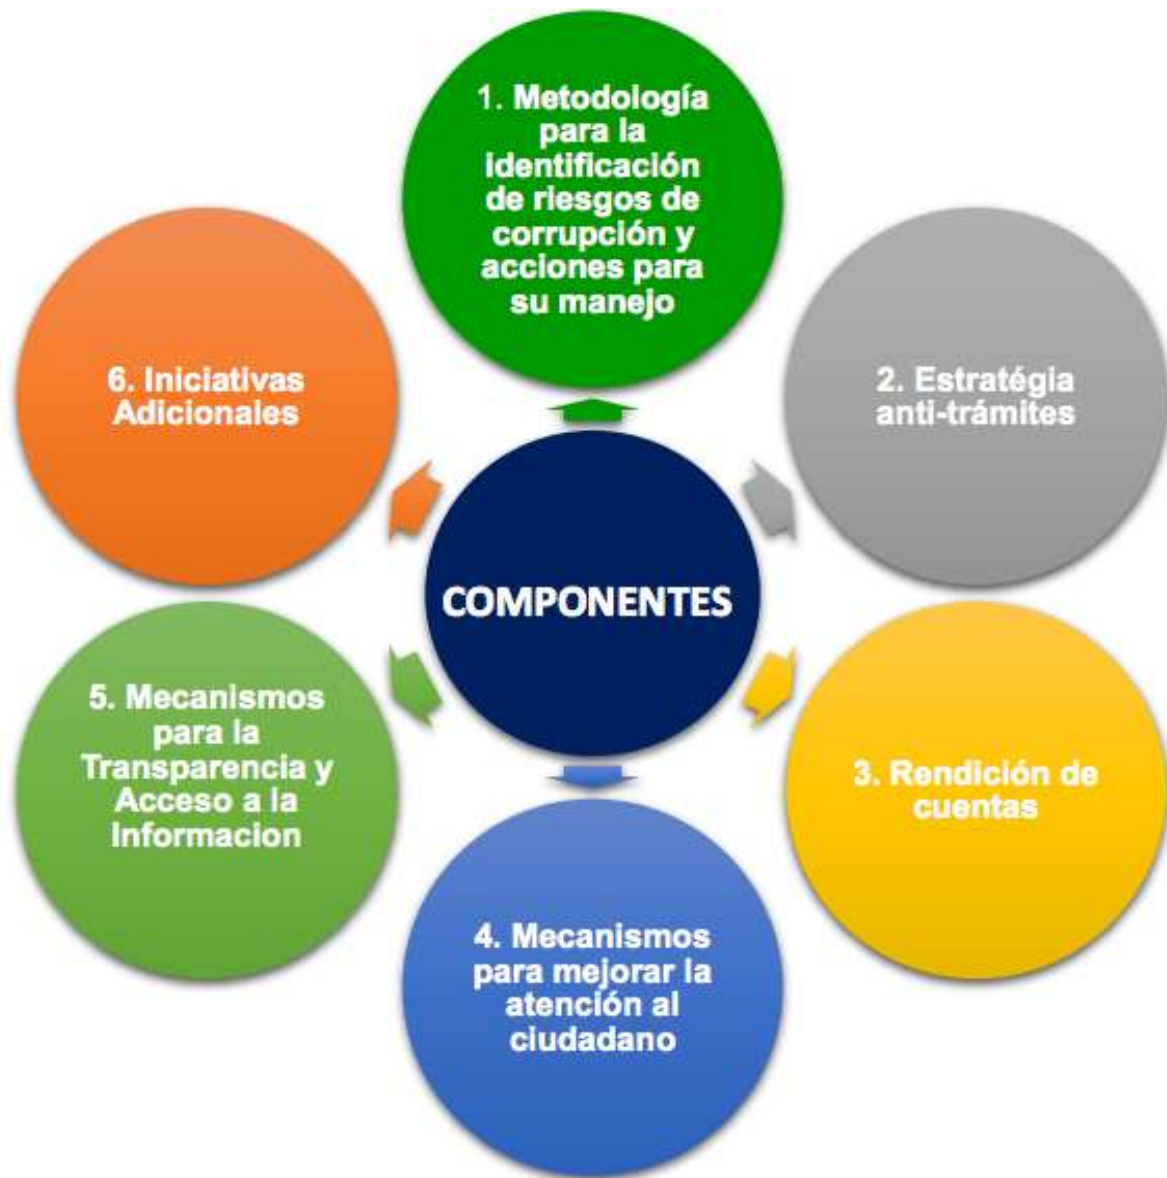 1. Metodología
para la
identificación
de riesgos de
corrupción y
acciones para
su manejo
2. Estratégia
anti-trámites
3. Rendición de
cuentas
4. Mecanismos
para mejorar la
atención al
ciudadano
5. Mecanismos
para la
Transparencia y
Acceso a la
Informacion
6. Iniciativas
Adicionales
COMPONENTES